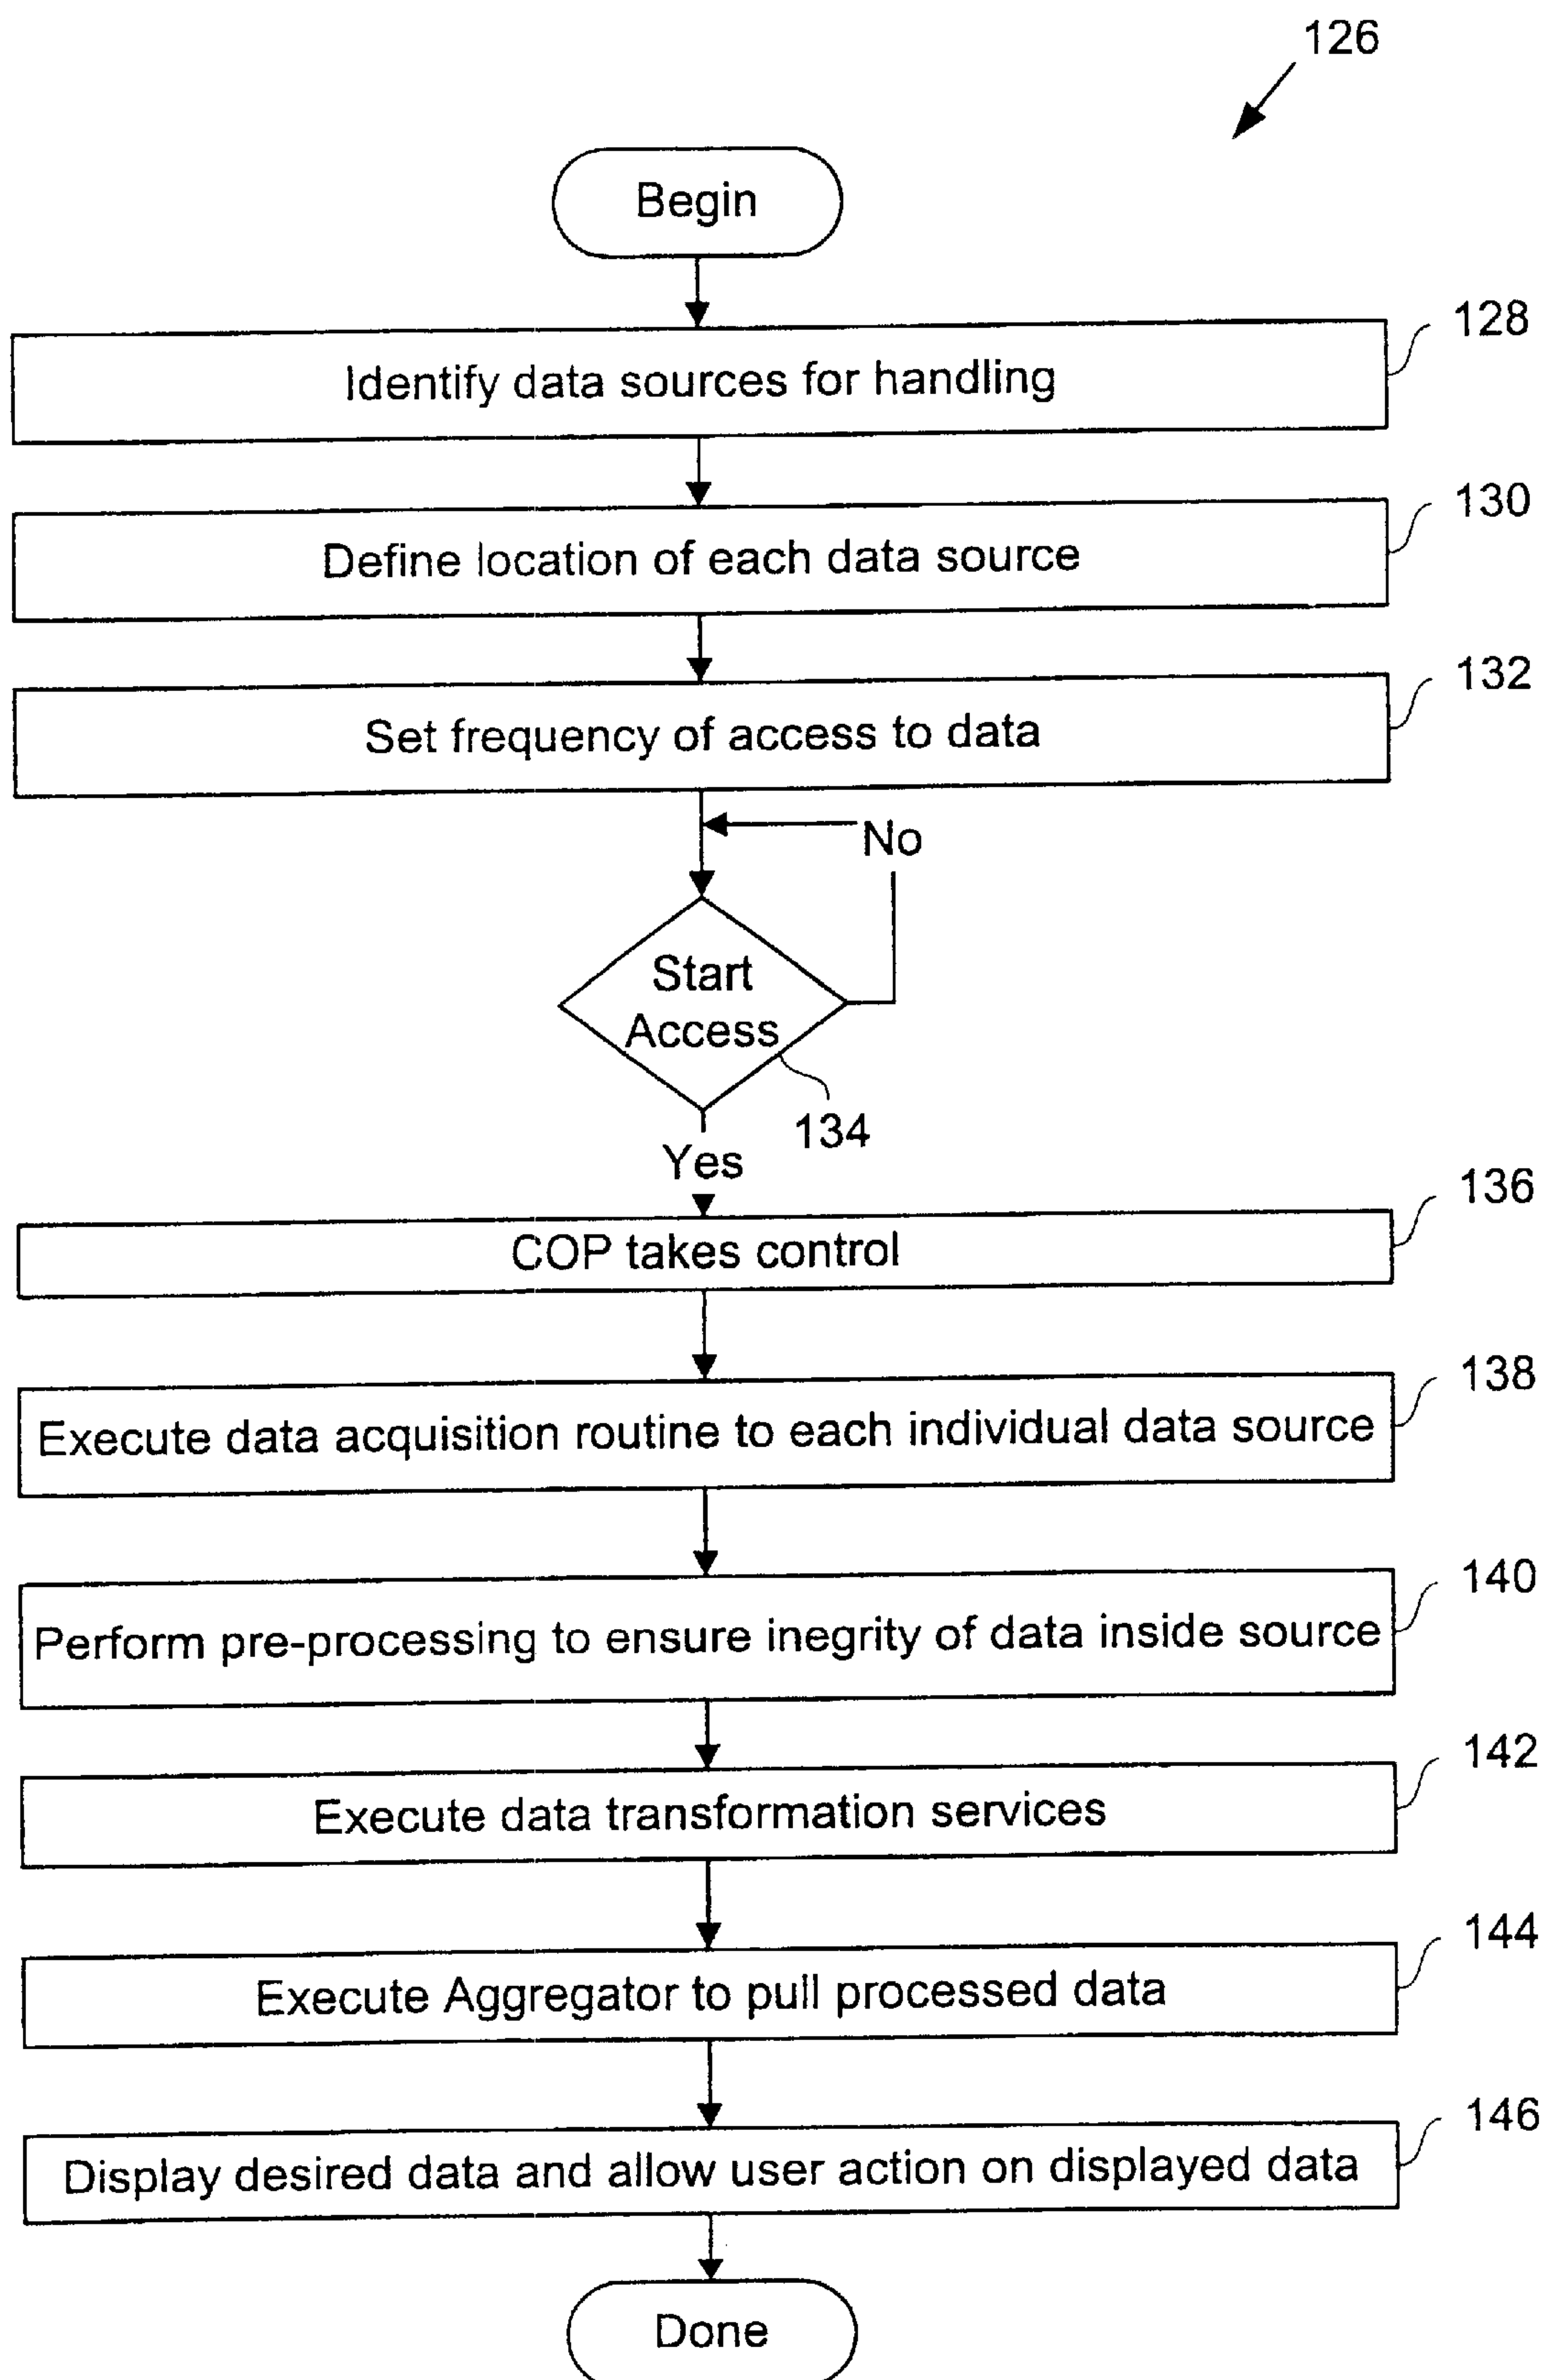 126
Begin
128
Identify data sources for handling
130
Define location of each data source
132
Set frequency of access to data
No
Start
Access
134
Yes
136
COP takes control
138
Execute data acquisition routine to each individual data source
140
Perform pre-processing to ensure inegrity of data inside source
142
Execute data transformation services
144
Execute Aggregator to pull processed data
146
Display desired data and allow user action on displayed data
Done